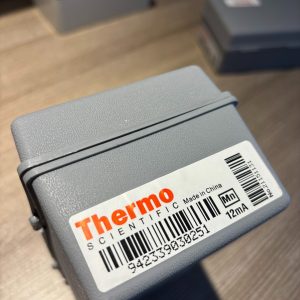 Thermo
SCIENTIFIC Made in China
Mn
12mA
942339030251